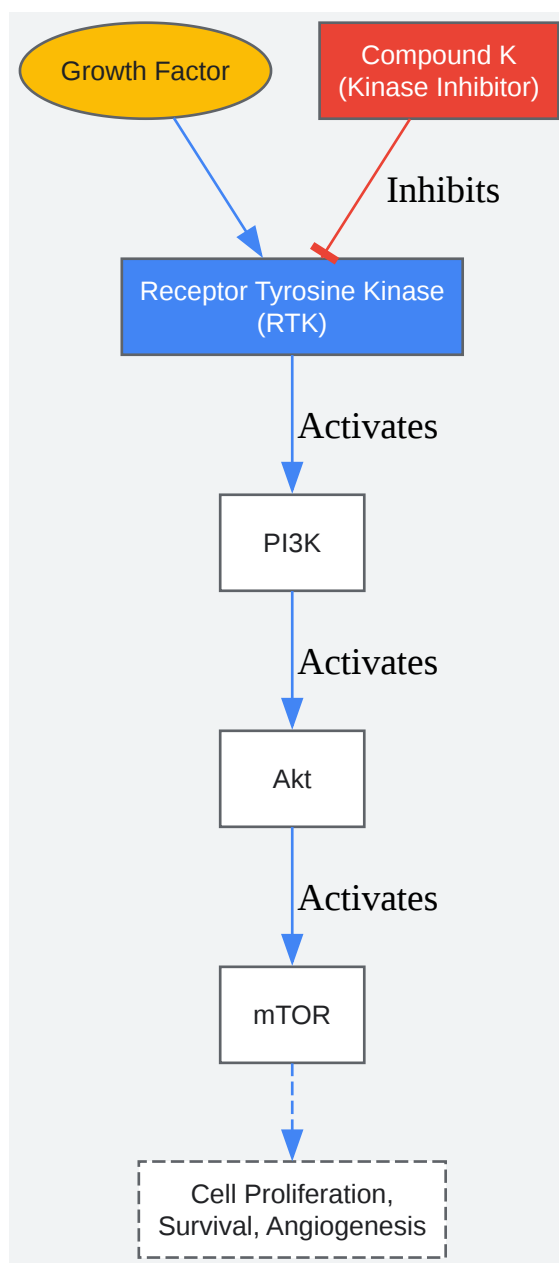 Growth Factor
Compound K
(Kinase Inhibitor)
Inhibits
Receptor Tyrosine Kinase
(RTK)
Activates
PI3K
Activates
Akt
Activates
mTOR
Cell Proliferation,
Survival, Angiogenesis